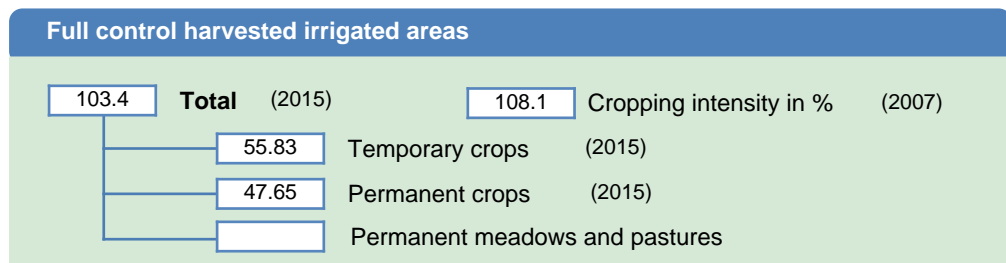 Full control harvested irrigated areas
103.4 Total (2015) 108.1 Cropping intensity in % (2007)
55.83 Temporary crops (2015)
47.65 Permanent crops (2015)
Permanent meadows and pastures